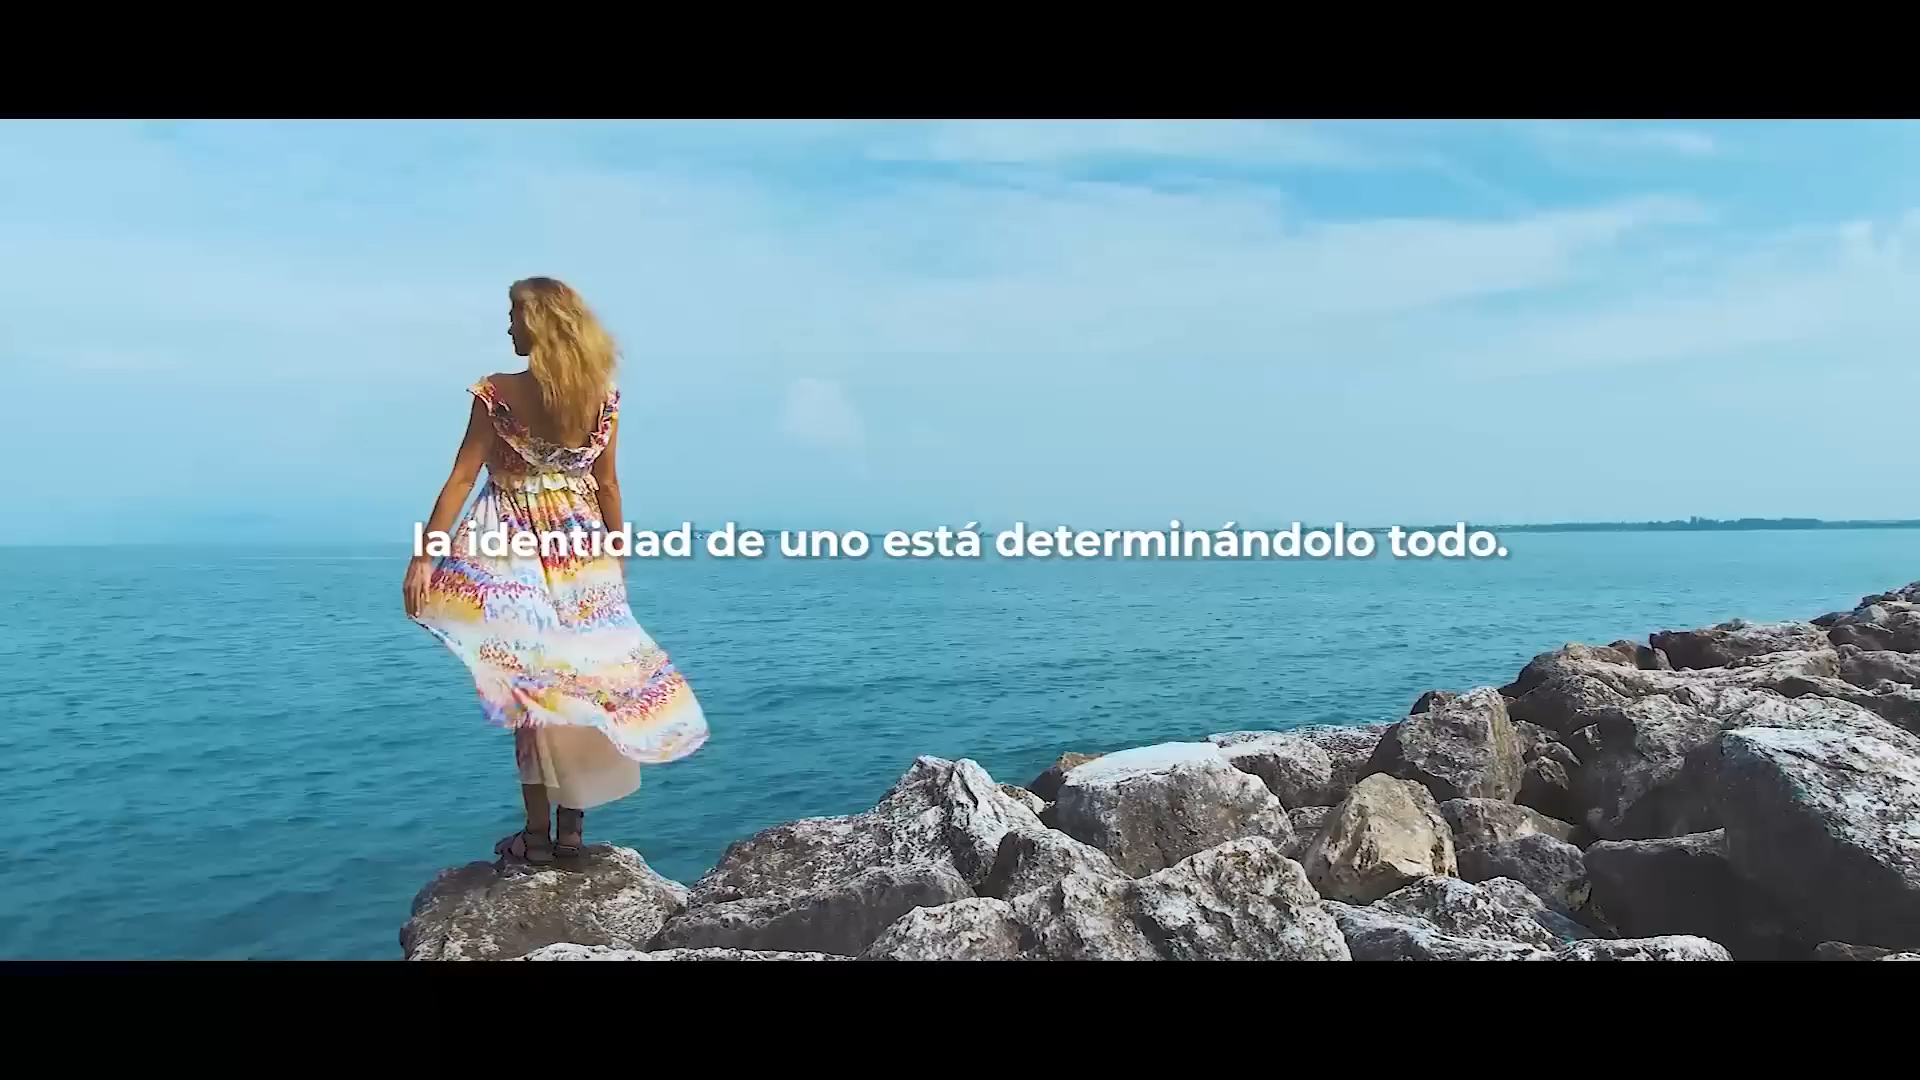 la identidad de uno está determinándolo todo.